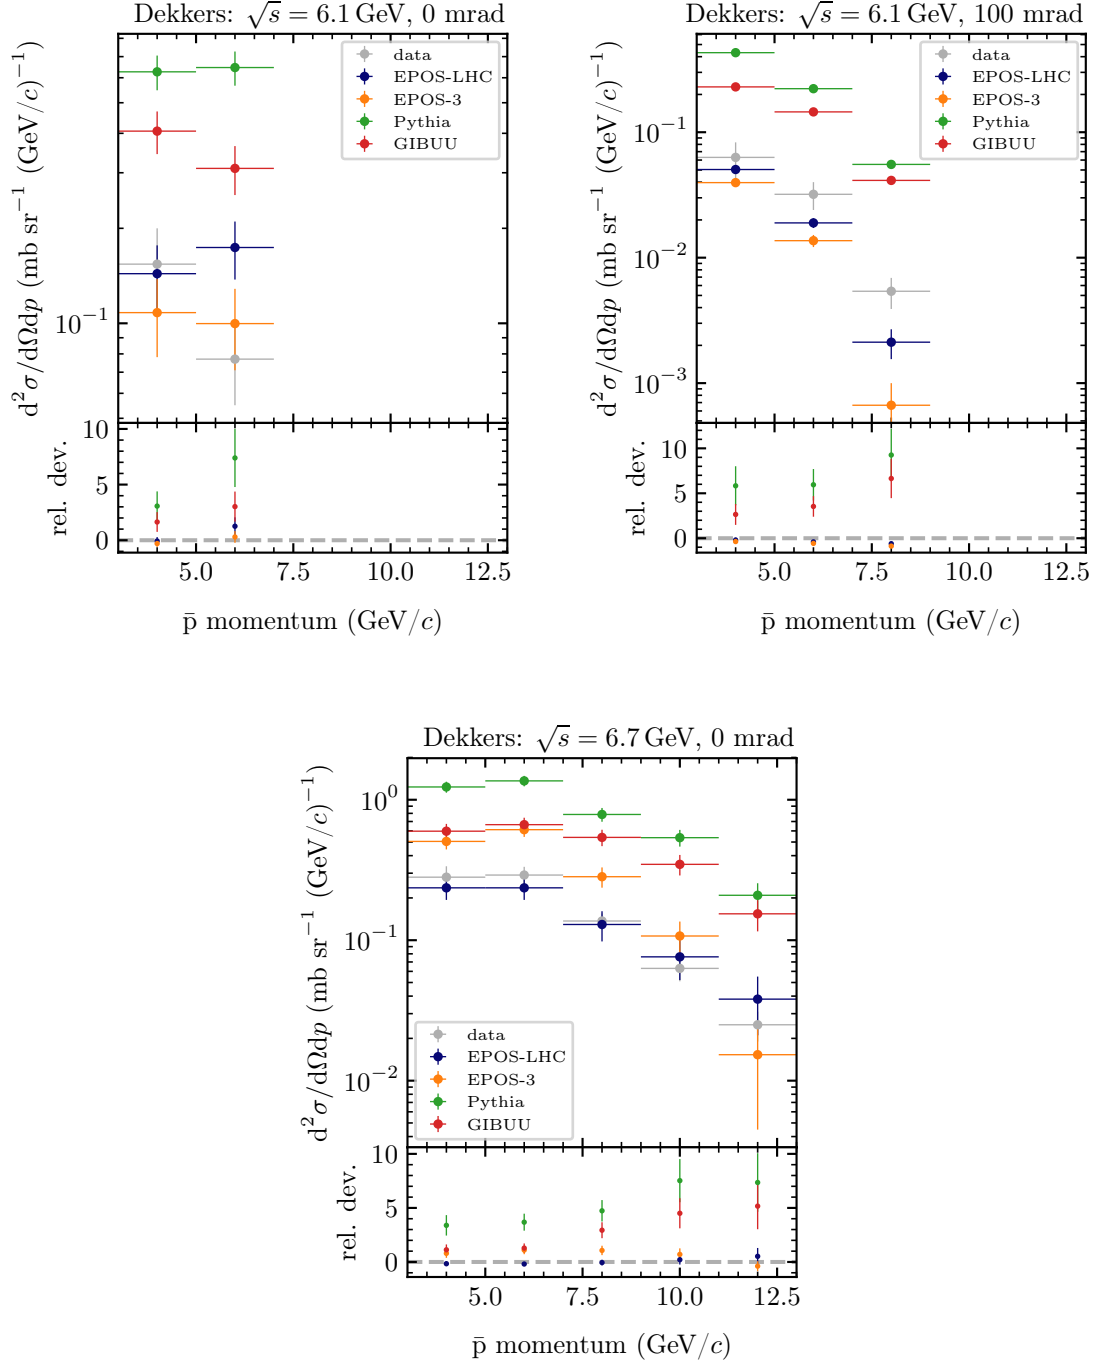 Dekkers: √s = 6.1 GeV, 0 mrad
d²σ/dΩdp (mb sr⁻¹ (GeV/c)⁻¹)
10⁻¹
data
EPOS-LHC
EPOS-3
Pythia
GIBUU
rel. dev.
10
5
0
5.0 7.5 10.0 12.5
p̄ momentum (GeV/c)
Dekkers: √s = 6.1 GeV, 100 mrad
d²σ/dΩdp (mb sr⁻¹ (GeV/c)⁻¹)
10⁻¹
10⁻²
10⁻³
data
EPOS-LHC
EPOS-3
Pythia
GIBUU
rel. dev.
10
5
0
5.0 7.5 10.0 12.5
p̄ momentum (GeV/c)
Dekkers: √s = 6.7 GeV, 0 mrad
d²σ/dΩdp (mb sr⁻¹ (GeV/c)⁻¹)
10⁰
10⁻¹
10⁻²
data
EPOS-LHC
EPOS-3
Pythia
GIBUU
rel. dev.
10
5
0
5.0 7.5 10.0 12.5
p̄ momentum (GeV/c)